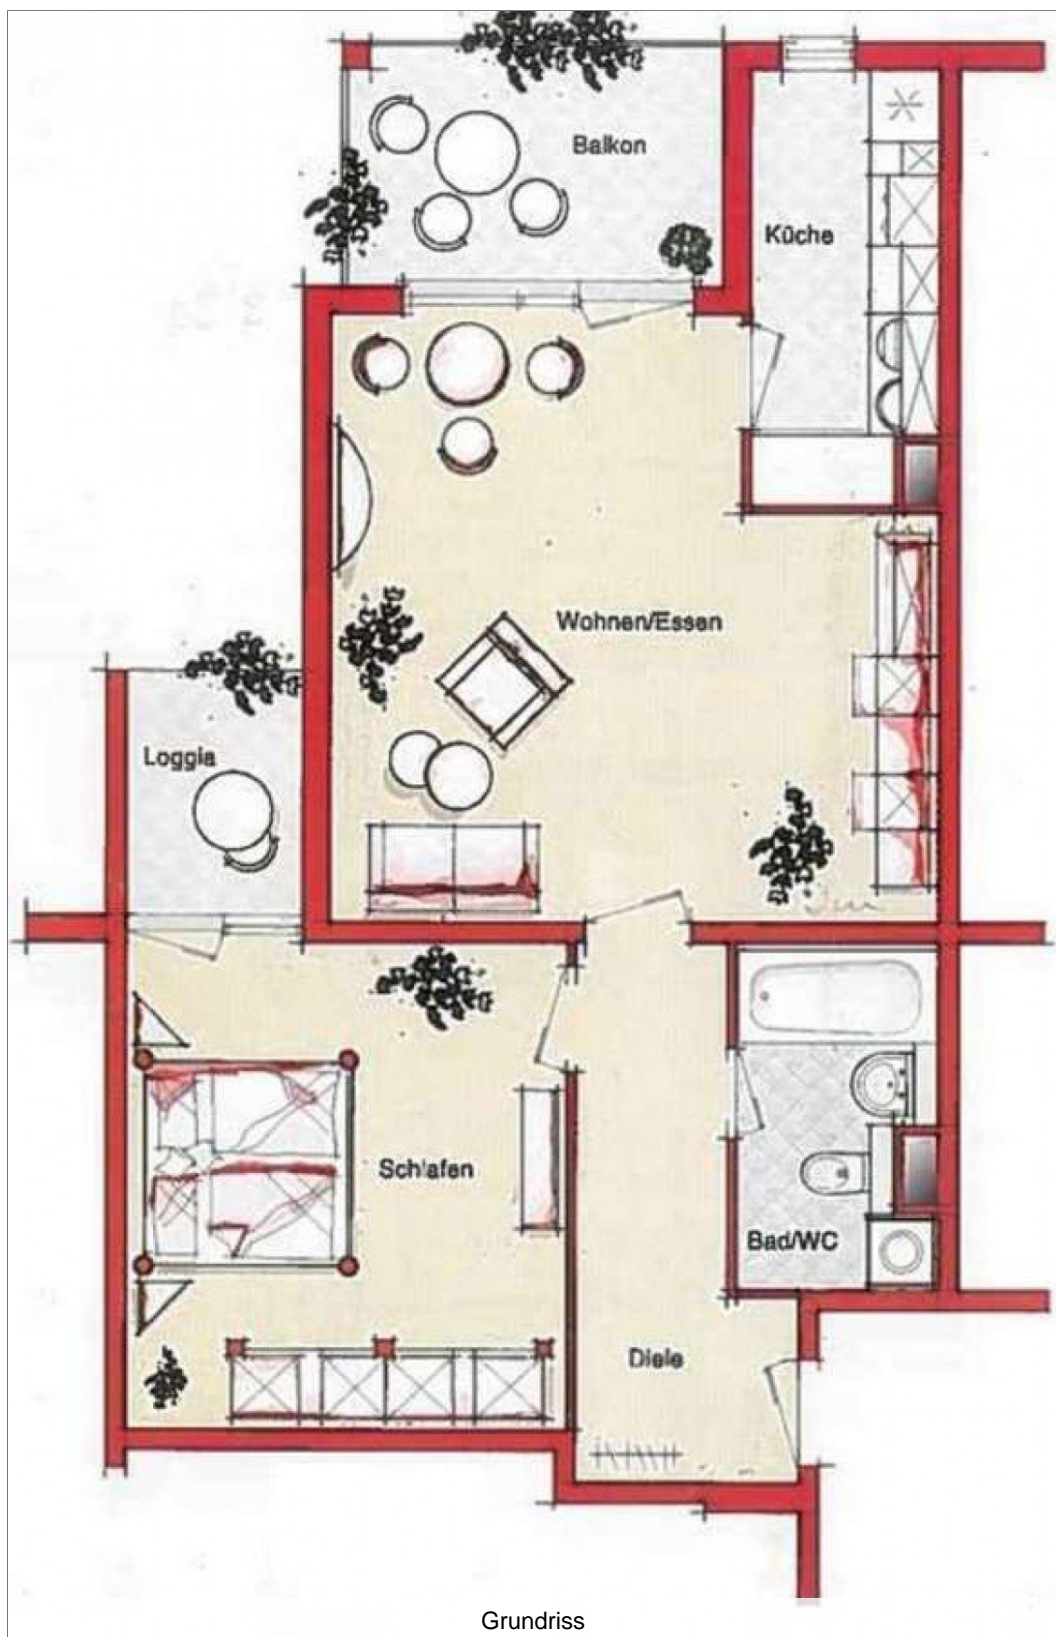 Balkon
Küche
Wohnen/Essen
Loggia
Schlafen
Bad/WC
Diele
Grundriss